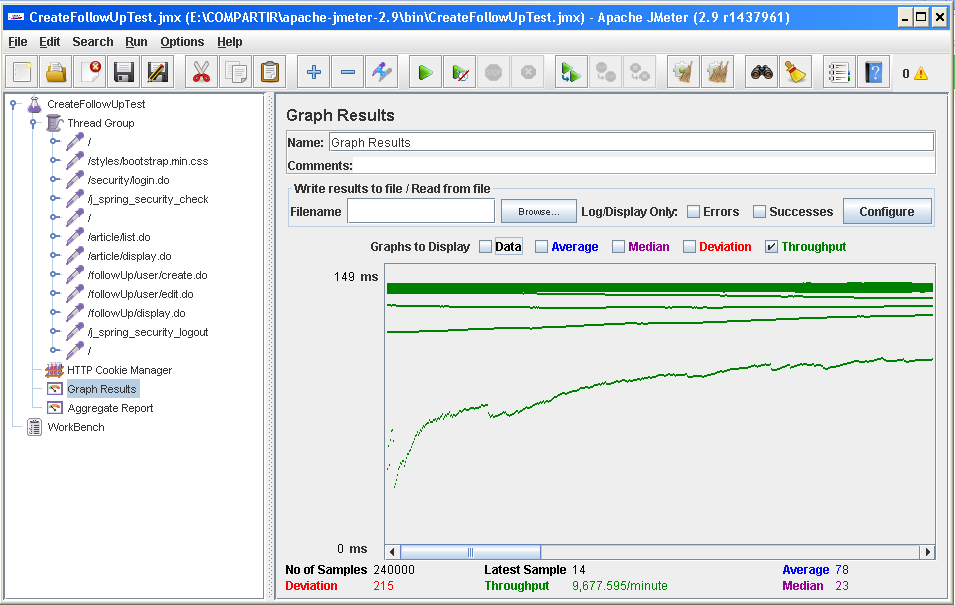 CreateFollowUpTest.jmx (E:\COMPARTIR\apache-jmeter-2.9\bin\CreateFollowUpTest.jmx) - Apache JMeter (2.9 r1437961)
File Edit Search Run Options Help
0
CreateFollowUpTest
Thread Group
/
/styles/bootstrap.min.css
/security/login.do
/j_spring_security_check
/
/article/list.do
/article/display.do
/followUp/user/create.do
/followUp/user/edit.do
/followUp/display.do
/j_spring_security_logout
/
HTTP Cookie Manager
Graph Results
Aggregate Report
WorkBench
Graph Results
Name: Graph Results
Comments:
Write results to file / Read from file
Filename Browse... Log/Display Only: Errors Successes Configure
Graphs to Display Data Average Median Deviation Throughput
149 ms
0 ms
No of Samples 240000 Latest Sample 14 Average 78
Deviation 215 Throughput 9,677.595/minute Median 23